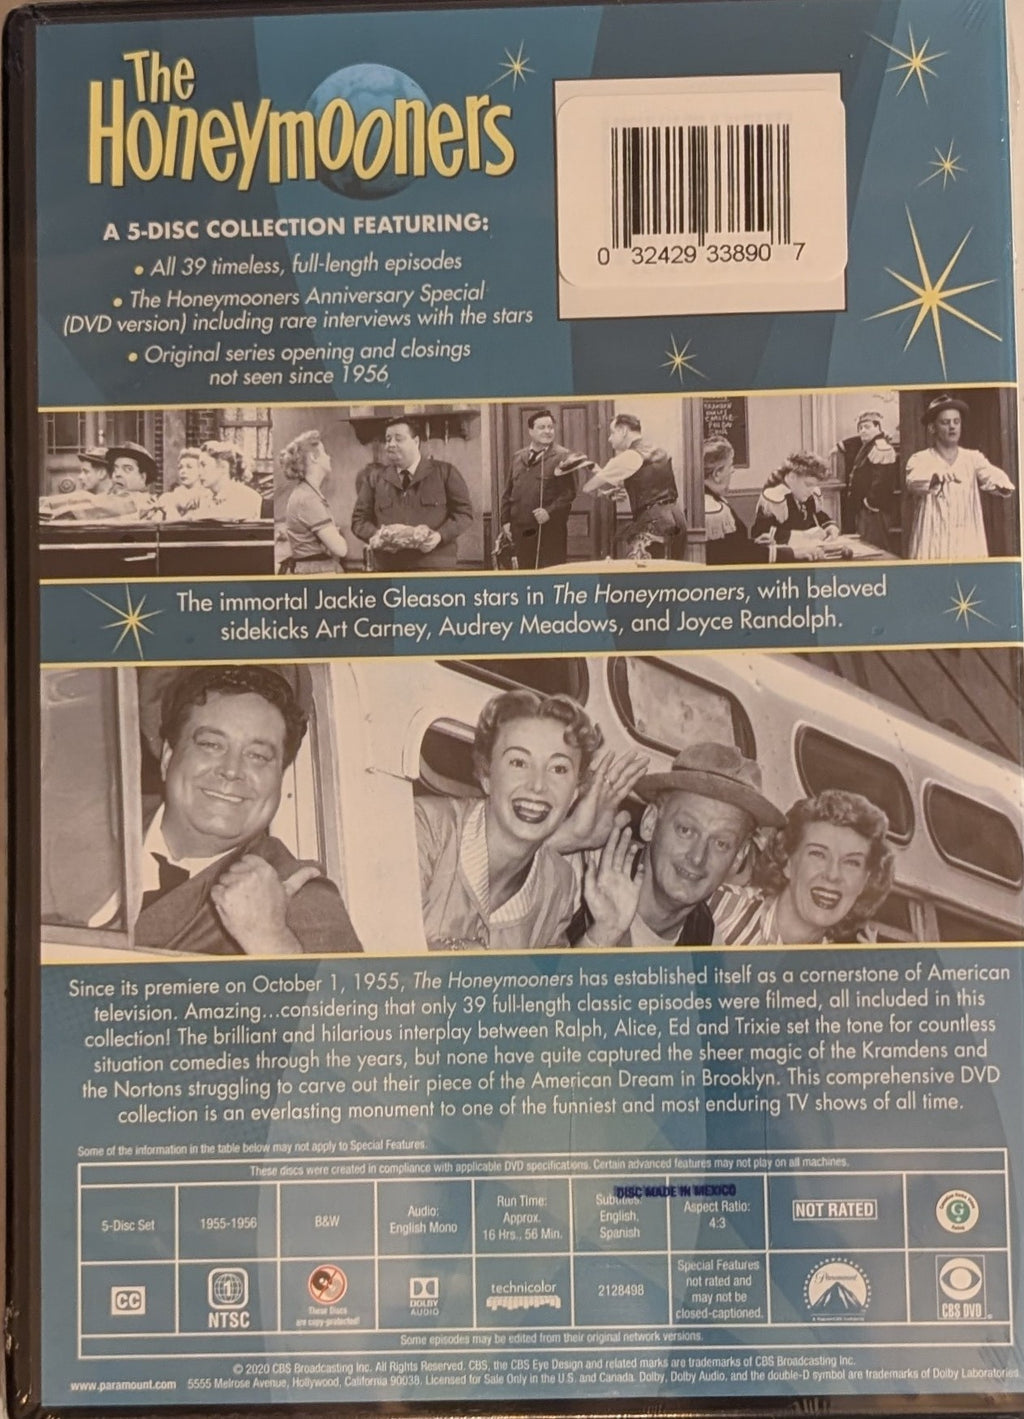 The
Honeymooners
0 32429 33890 7
A 5-DISC COLLECTION FEATURING:
• All 39 timeless, full-length episodes
• The Honeymooners Anniversary Special
(DVD version) including rare interviews with the stars
• Original series opening and closings
not seen since 1956
The immortal Jackie Gleason stars in The Honeymooners, with beloved
sidekicks Art Carney, Audrey Meadows, and Joyce Randolph.
Since its premiere on October 1, 1955, The Honeymooners has established itself as a cornerstone of American
television. Amazing...considering that only 39 full-length classic episodes were filmed, all included in this
collection! The brilliant and hilarious interplay between Ralph, Alice, Ed and Trixie set the tone for countless
situation comedies through the years, but none have quite captured the sheer magic of the Kramdens and
the Nortons struggling to carve out their piece of the American Dream in Brooklyn. This comprehensive DVD
collection is an everlasting monument to one of the funniest and most enduring TV shows of all time.
Some of the information in the table below may not apply to Special Features.
These discs were created in compliance with applicable DVD specifications. Certain advanced features may not play on all machines.
5-Disc Set
1955-1956
B&W
Audio:
English Mono
Run Time:
Approx.
16 Hrs., 56 Min.
DISC MADE IN MEXICO
Subtitles:
English,
Spanish
Aspect Ratio:
4:3
NOT RATED
G
CC
1
NTSC
These Discs
are copy-protected!
DOLBY
AUDIO
technicolor
2128498
Special Features
not rated and
may not be
closed-captioned.
Paramount
CBS DVD
Some episodes may be edited from their original network versions.
© 2020 CBS Broadcasting Inc. All Rights Reserved. CBS, the CBS Eye Design and related marks are trademarks of CBS Broadcasting Inc.
www.paramount.com 5555 Melrose Avenue, Hollywood, California 90038. Licensed for Sale Only in the U.S. and Canada. Dolby, Dolby Audio, and the double-D symbol are trademarks of Dolby Laboratories.